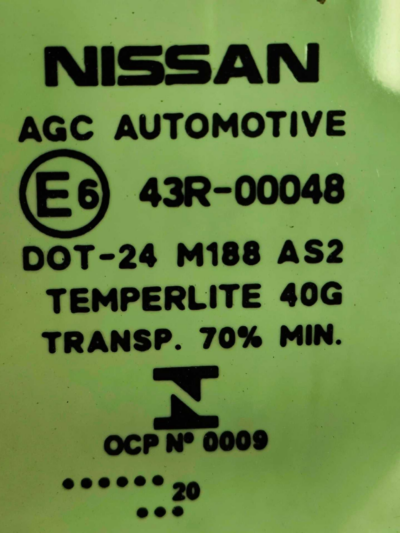 NISSAN
AGC AUTOMOTIVE
E6 43R-00048
DOT-24 M188 AS2
TEMPERLITE 40G
TRANSP. 70% MIN.
OCP Nº 0009
...... 20
...